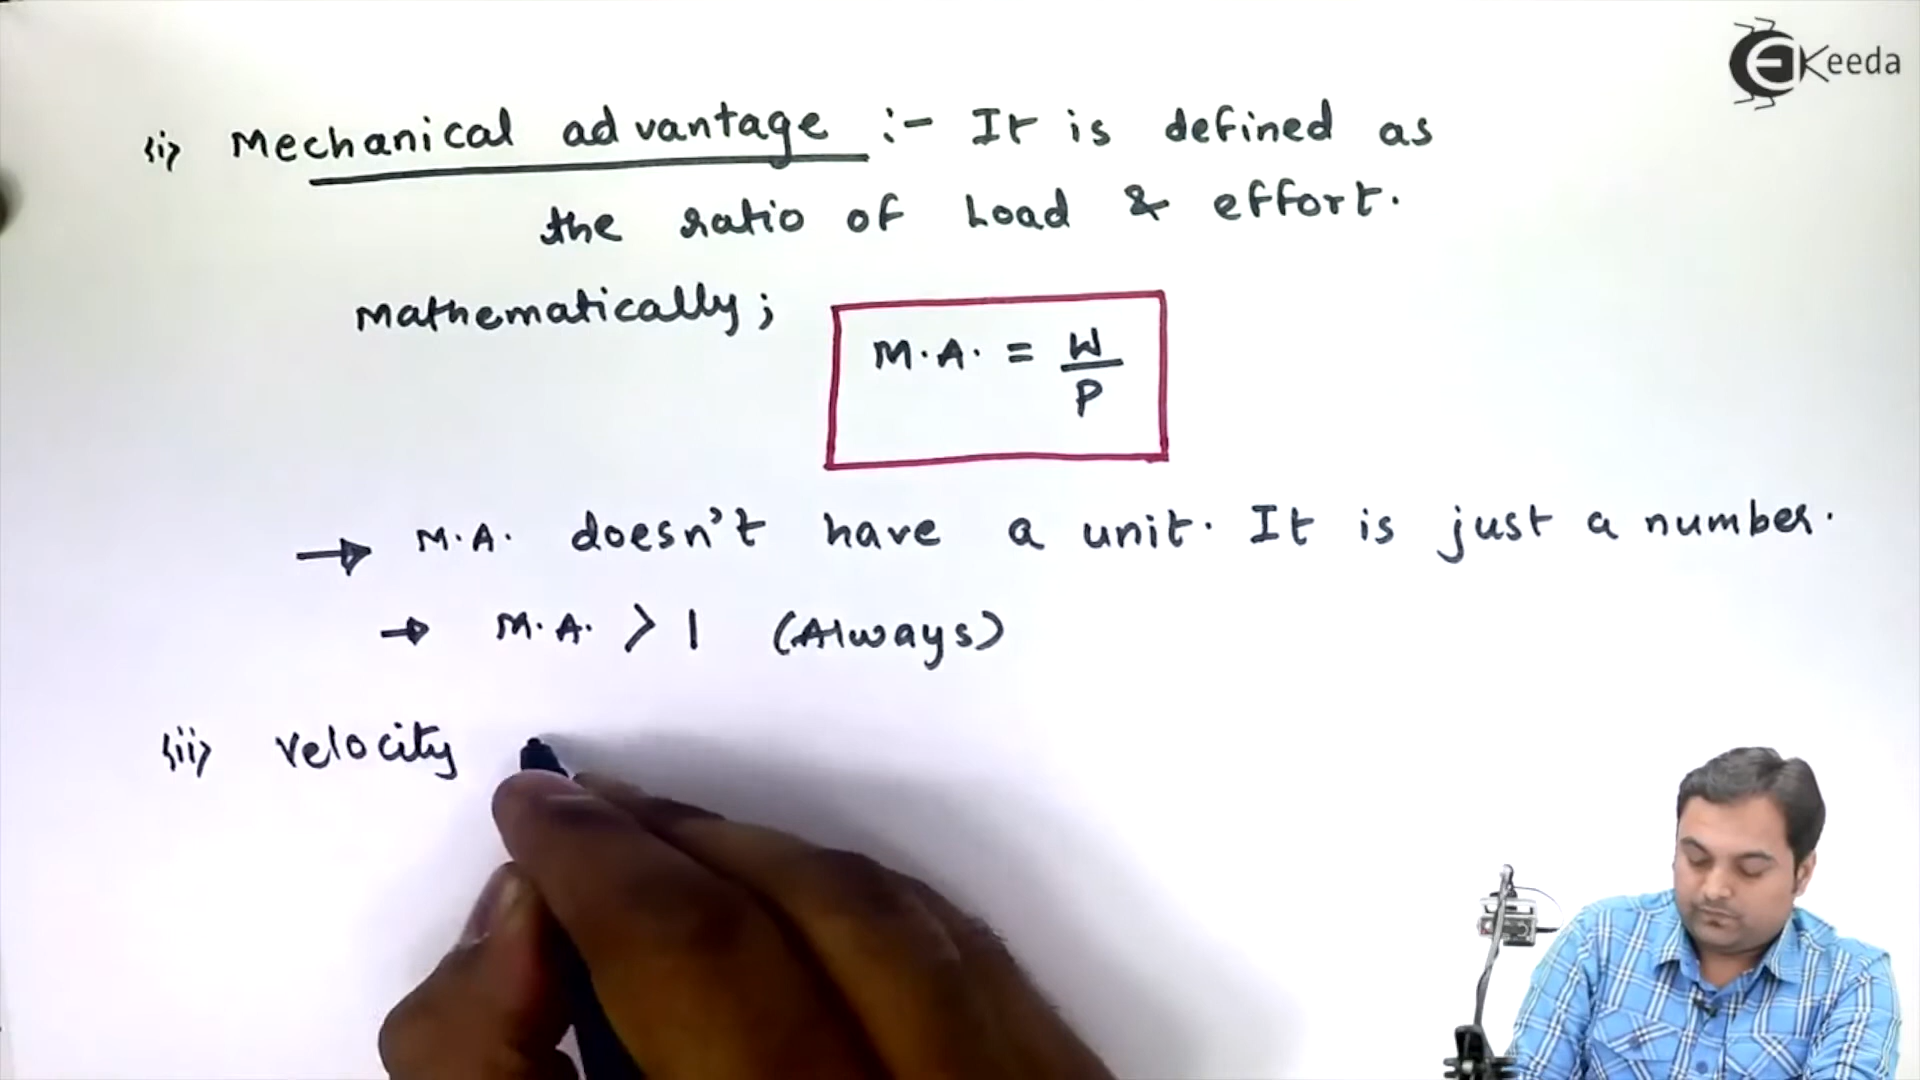 EKeeda
(i) Mechanical advantage :- It is defined as
the ratio of Load & effort.
Mathematically;
M.A. = W/P
→ M.A. doesn't have a unit. It is just a number.
→ M.A. > 1 (Always)
(ii) Velocity